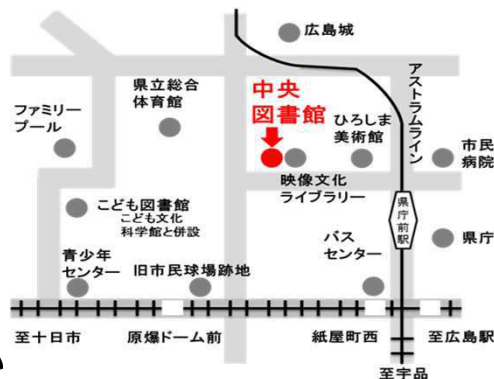 広島城
県立総合
体育館
中央
図書館
アストラムライン
ファミリー
プール
ひろしま
美術館
市民
病院
映像文化
ライブラリー
こども図書館
こども文化
科学館と併設
県庁前駅
県庁
青少年
センター
旧市民球場跡地
バス
センター
至十日市
原爆ドーム前
紙屋町西
至広島駅
至宇品